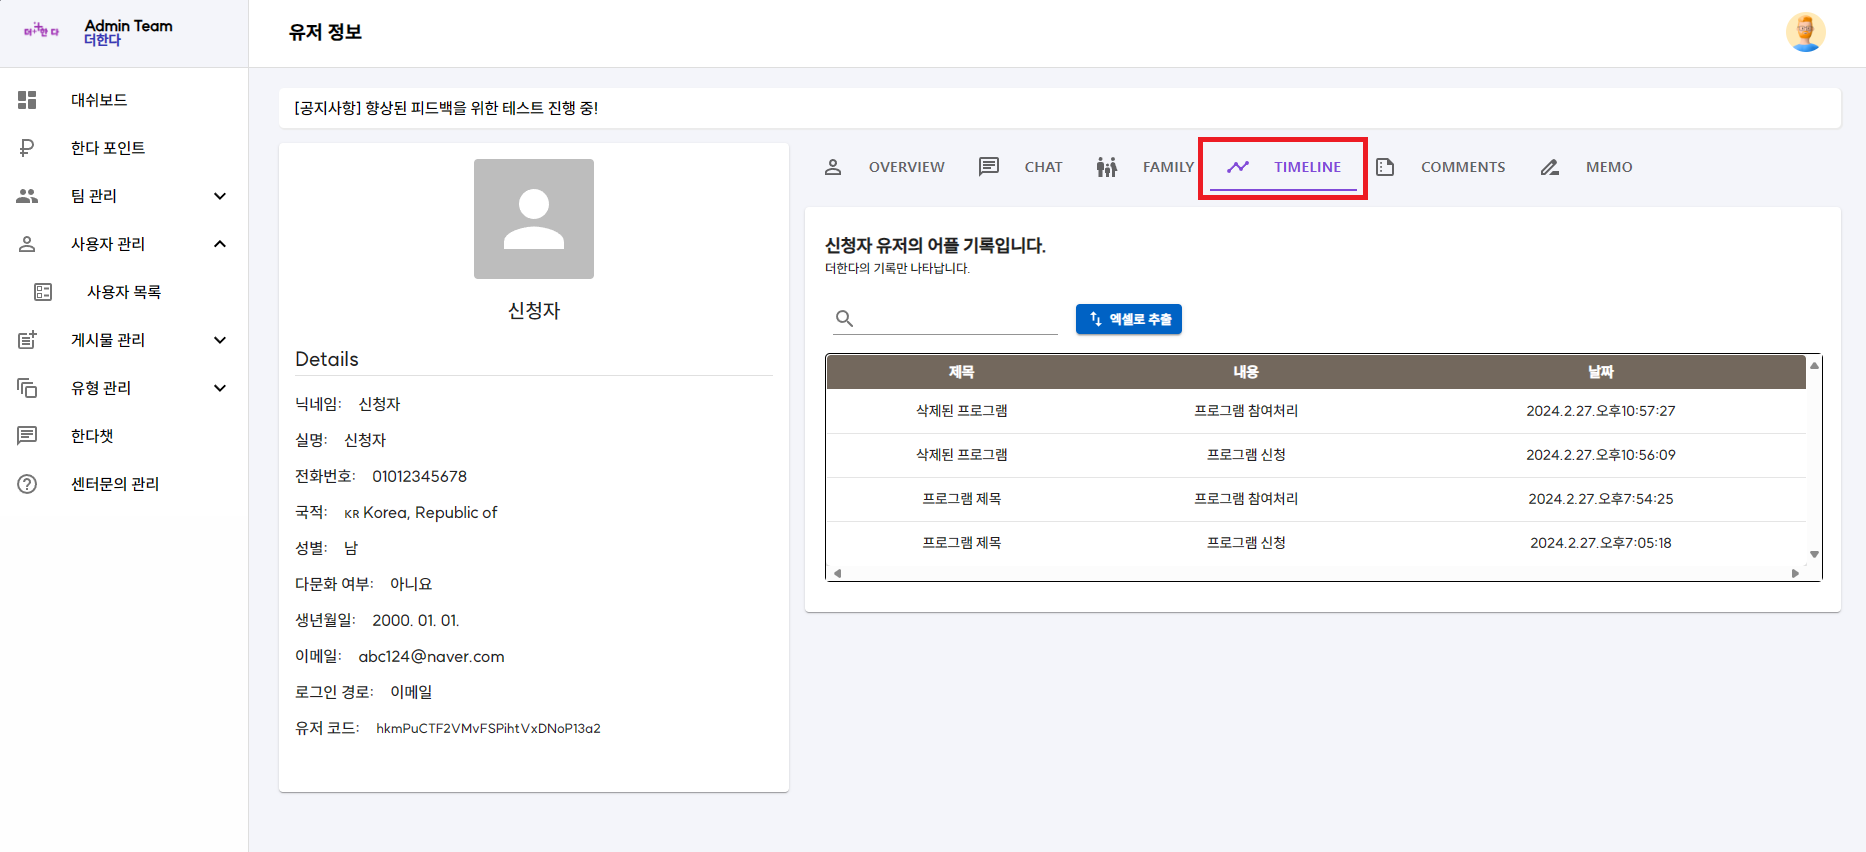 더한다
Admin Team
더한다
유저 정보
대쉬보드
한다 포인트
팀 관리
사용자 관리
사용자 목록
게시물 관리
유형 관리
한다챗
센터문의 관리
[공지사항] 향상된 피드백을 위한 테스트 진행 중!
신청자
Details
닉네임: 신청자
실명: 신청자
전화번호: 01012345678
국적: KR Korea, Republic of
성별: 남
다문화 여부: 아니요
생년월일: 2000. 01. 01.
이메일: abc124@naver.com
로그인 경로: 이메일
유저 코드: hkmPuCTF2VMvFSPihtVxDNoP13a2
OVERVIEW CHAT FAMILY TIMELINE COMMENTS MEMO
신청자 유저의 어플 기록입니다.
더한다의 기록만 나타납니다.
엑셀로 추출
제목 내용 날짜
삭제된 프로그램 프로그램 참여처리 2024.2.27.오후10:57:27
삭제된 프로그램 프로그램 신청 2024.2.27.오후10:56:09
프로그램 제목 프로그램 참여처리 2024.2.27.오후7:54:25
프로그램 제목 프로그램 신청 2024.2.27.오후7:05:18